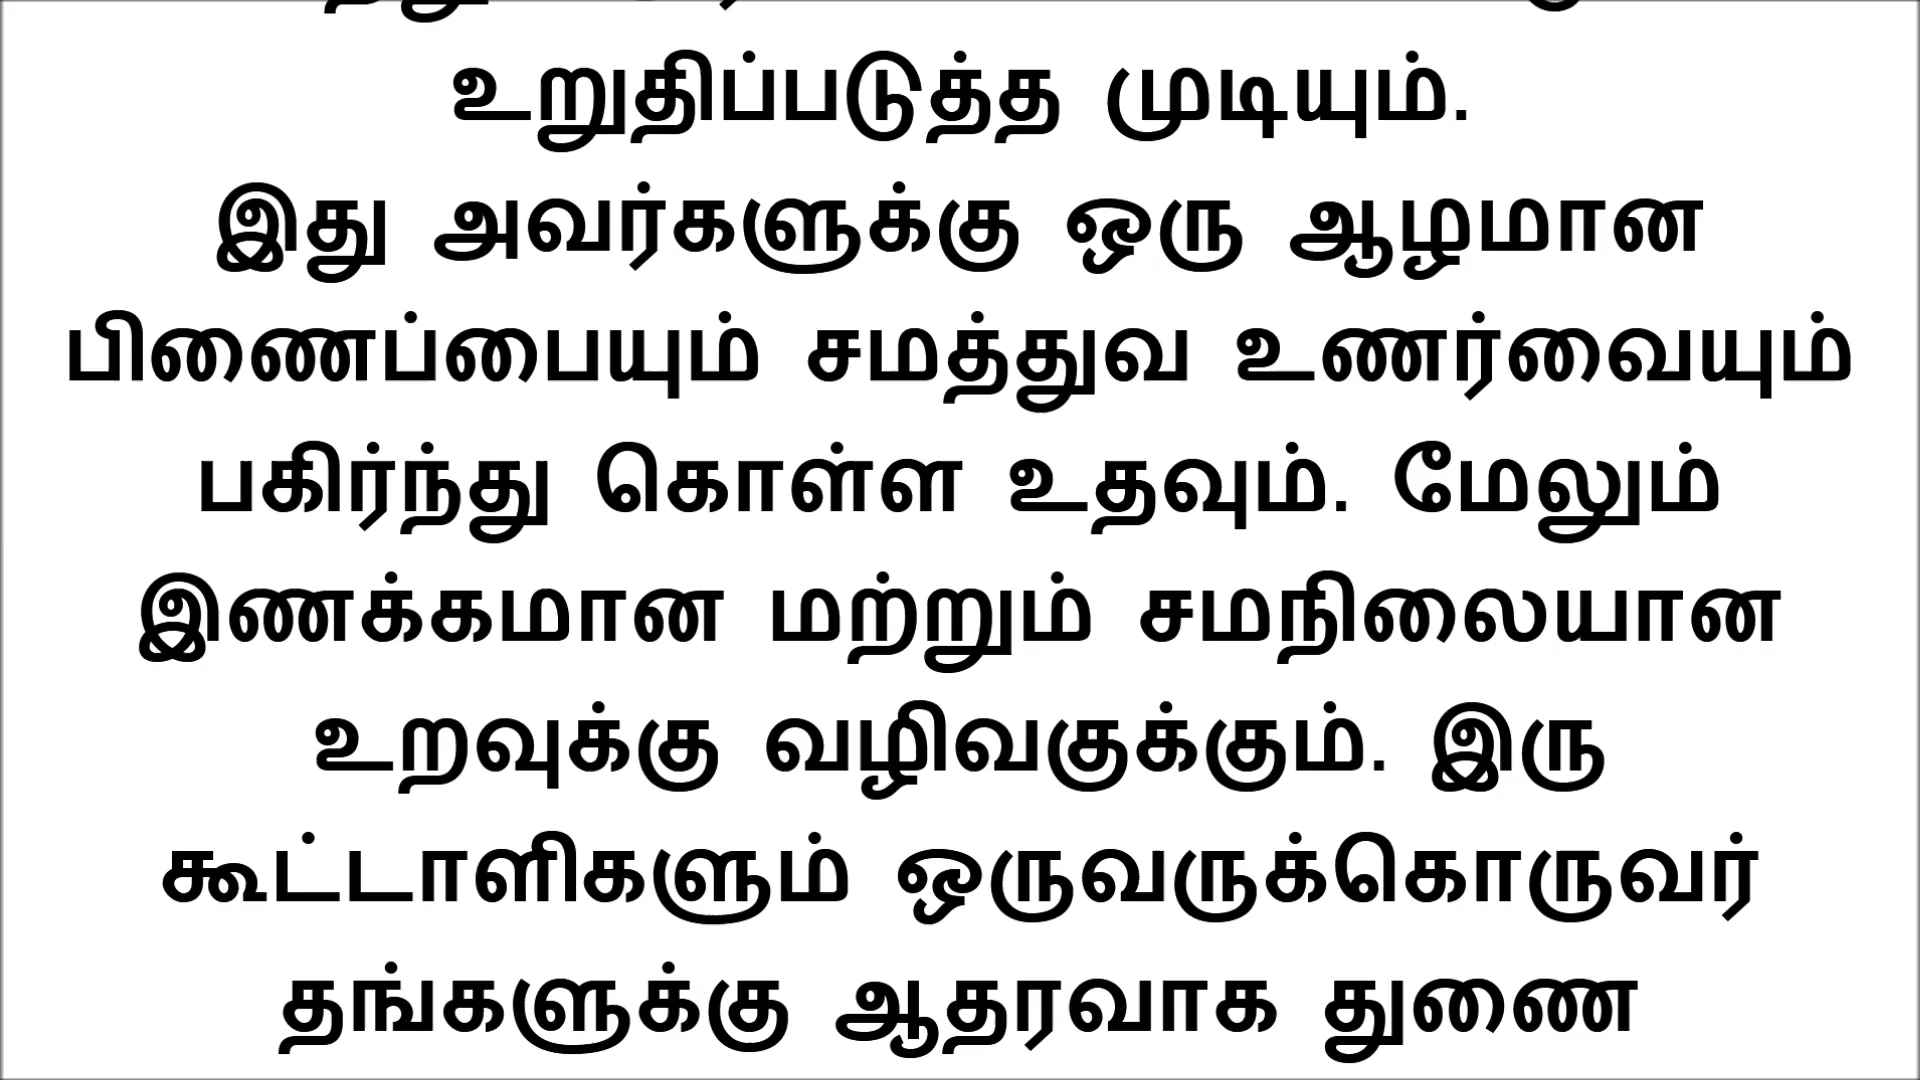 உறுதிப்படுத்த முடியும்.
இது அவர்களுக்கு ஒரு ஆழமான
பிணைப்பையும் சமத்துவ உணர்வையும்
பகிர்ந்து கொள்ள உதவும். மேலும்
இணக்கமான மற்றும் சமநிலையான
உறவுக்கு வழிவகுக்கும். இரு
கூட்டாளிகளும் ஒருவருக்கொருவர்
தங்களுக்கு ஆதரவாக துணை